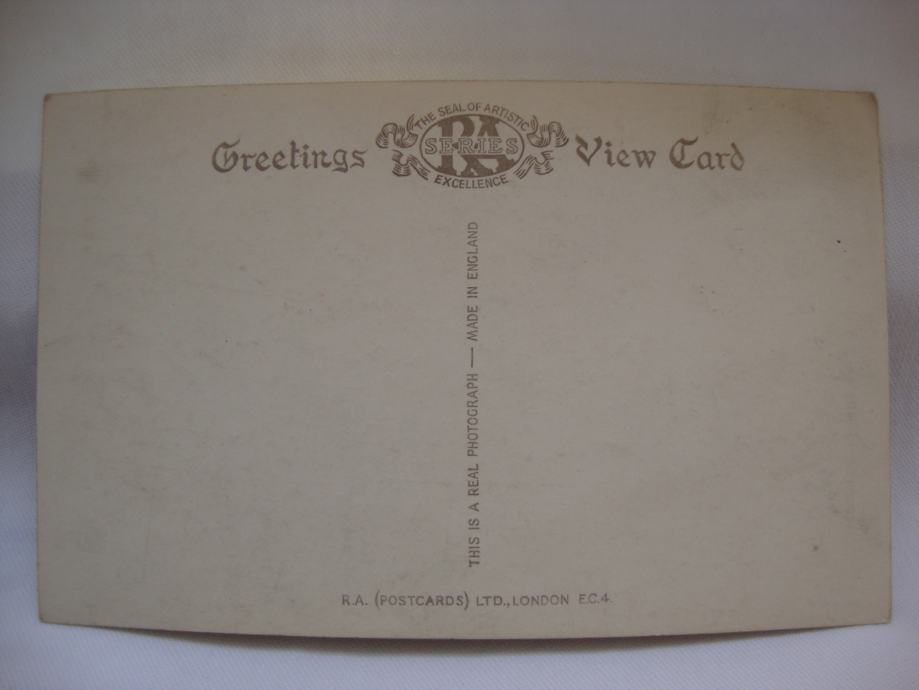 Greetings
THE SEAL OF ARTISTIC
RA
SERIES
EXCELLENCE
View Card
THIS IS A REAL PHOTOGRAPH — MADE IN ENGLAND
R.A. (POSTCARDS) LTD., LONDON E.C.4.